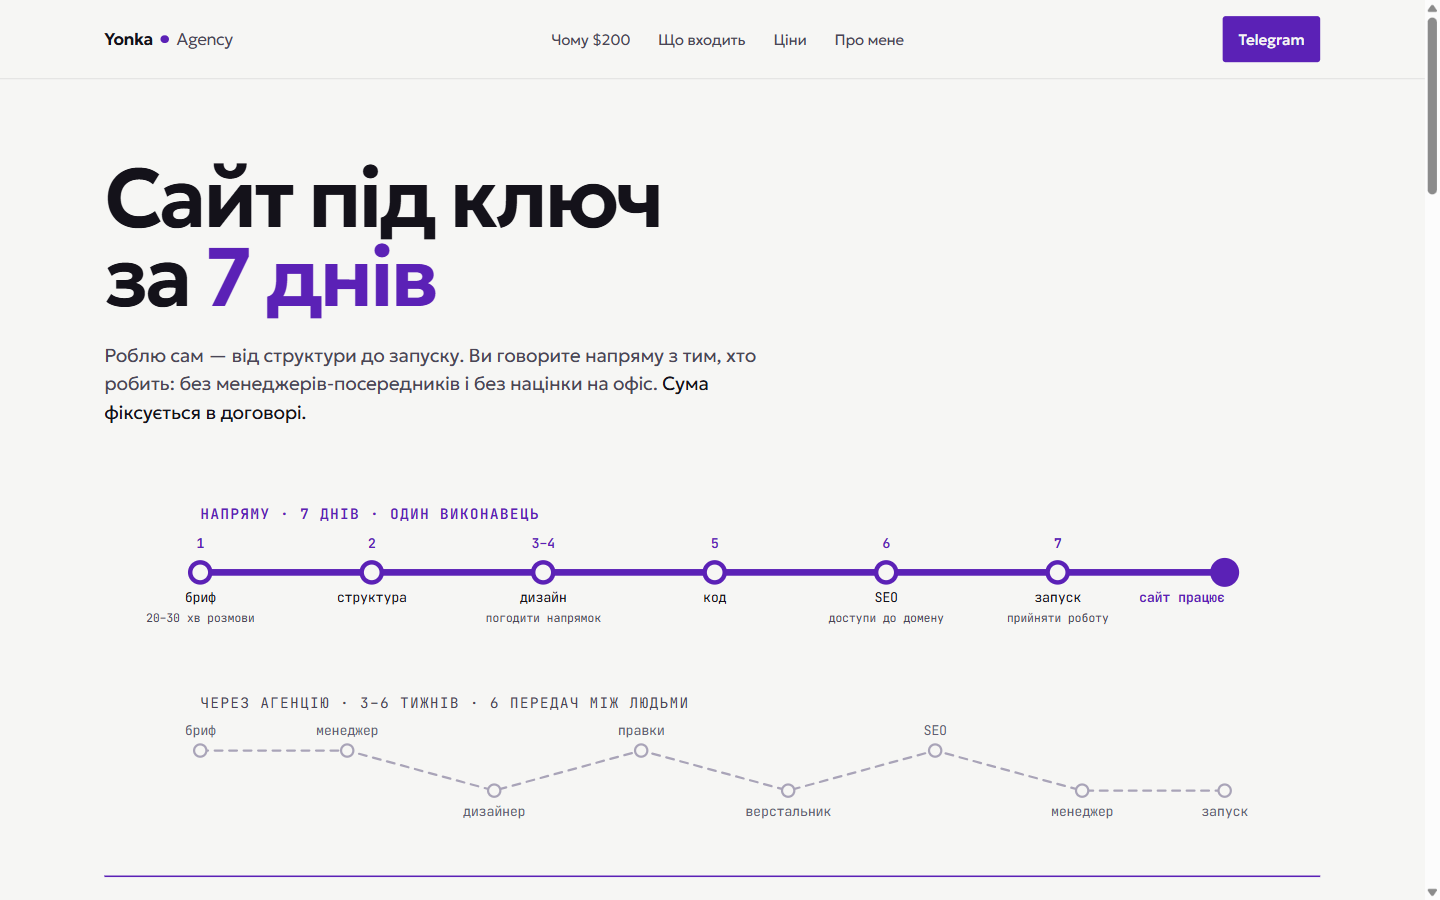 Yonka • Agency
Чому $200
Що входить
Ціни
Про мене
Telegram
Сайт під ключ
за 7 днів
Роблю сам — від структури до запуску. Ви говорите напряму з тим, хто
робить: без менеджерів-посередників і без націнки на офіс. Сума
фіксується в договорі.
НАПРЯМУ · 7 ДНІВ · ОДИН ВИКОНАВЕЦЬ
1 2 3–4 5 6 7
бриф структура дизайн код SEO запуск сайт працює
20–30 хв розмови погодити напрямок доступи до домену прийняти роботу
ЧЕРЕЗ АГЕНЦІЮ · 3–6 ТИЖНІВ · 6 ПЕРЕДАЧ МІЖ ЛЮДЬМИ
бриф менеджер правки SEO
дизайнер верстальник менеджер запуск